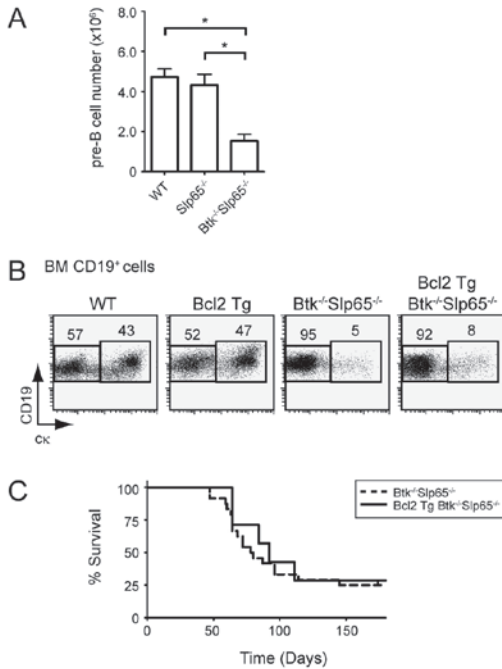 A
pre-B cell number (x10⁶)
6.0
4.0
2.0
0
*
*
WT
Slp65⁻/⁻
Btk⁻/⁻Slp65⁻/⁻
B
BM CD19⁺ cells
WT
Bcl2 Tg
Btk⁻/⁻Slp65⁻/⁻
Bcl2 Tg
Btk⁻/⁻Slp65⁻/⁻
57 43
52 47
95 5
92 8
CD19
cκ
C
Btk⁻/⁻Slp65⁻/⁻
Bcl2 Tg Btk⁻/⁻Slp65⁻/⁻
% Survival
100
75
50
25
0
0 50 100 150
Time (Days)